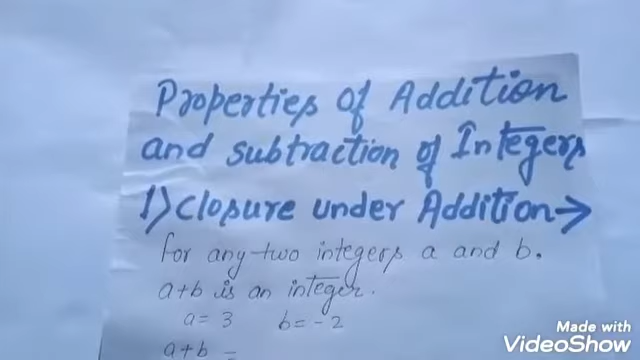 Properties of Addition
and subtraction of Integers
1) closure under Addition →
for any two integers a and b,
a+b is an integer.
a = 3 b = -2
a+b =
Made with
VideoShow